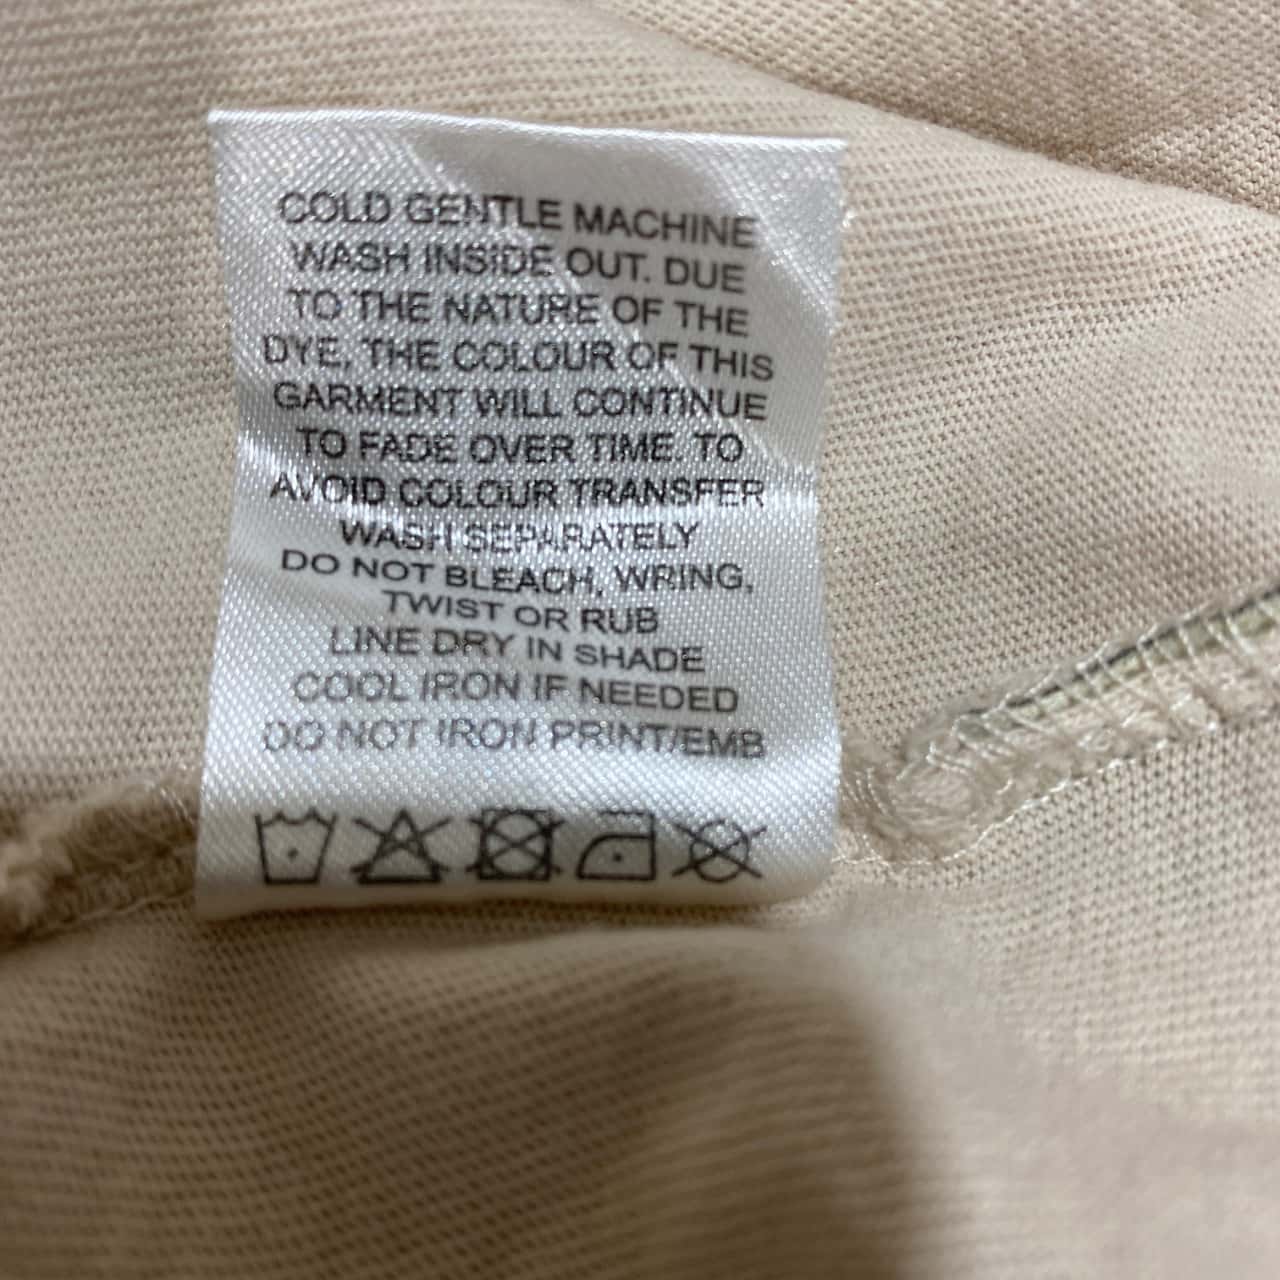 COLD GENTLE MACHINE
WASH INSIDE OUT. DUE
TO THE NATURE OF THE
DYE, THE COLOUR OF THIS
GARMENT WILL CONTINUE
TO FADE OVER TIME. TO
AVOID COLOUR TRANSFER
WASH SEPARATELY
DO NOT BLEACH, WRING,
TWIST OR RUB
LINE DRY IN SHADE
COOL IRON IF NEEDED
DO NOT IRON PRINT/EMB